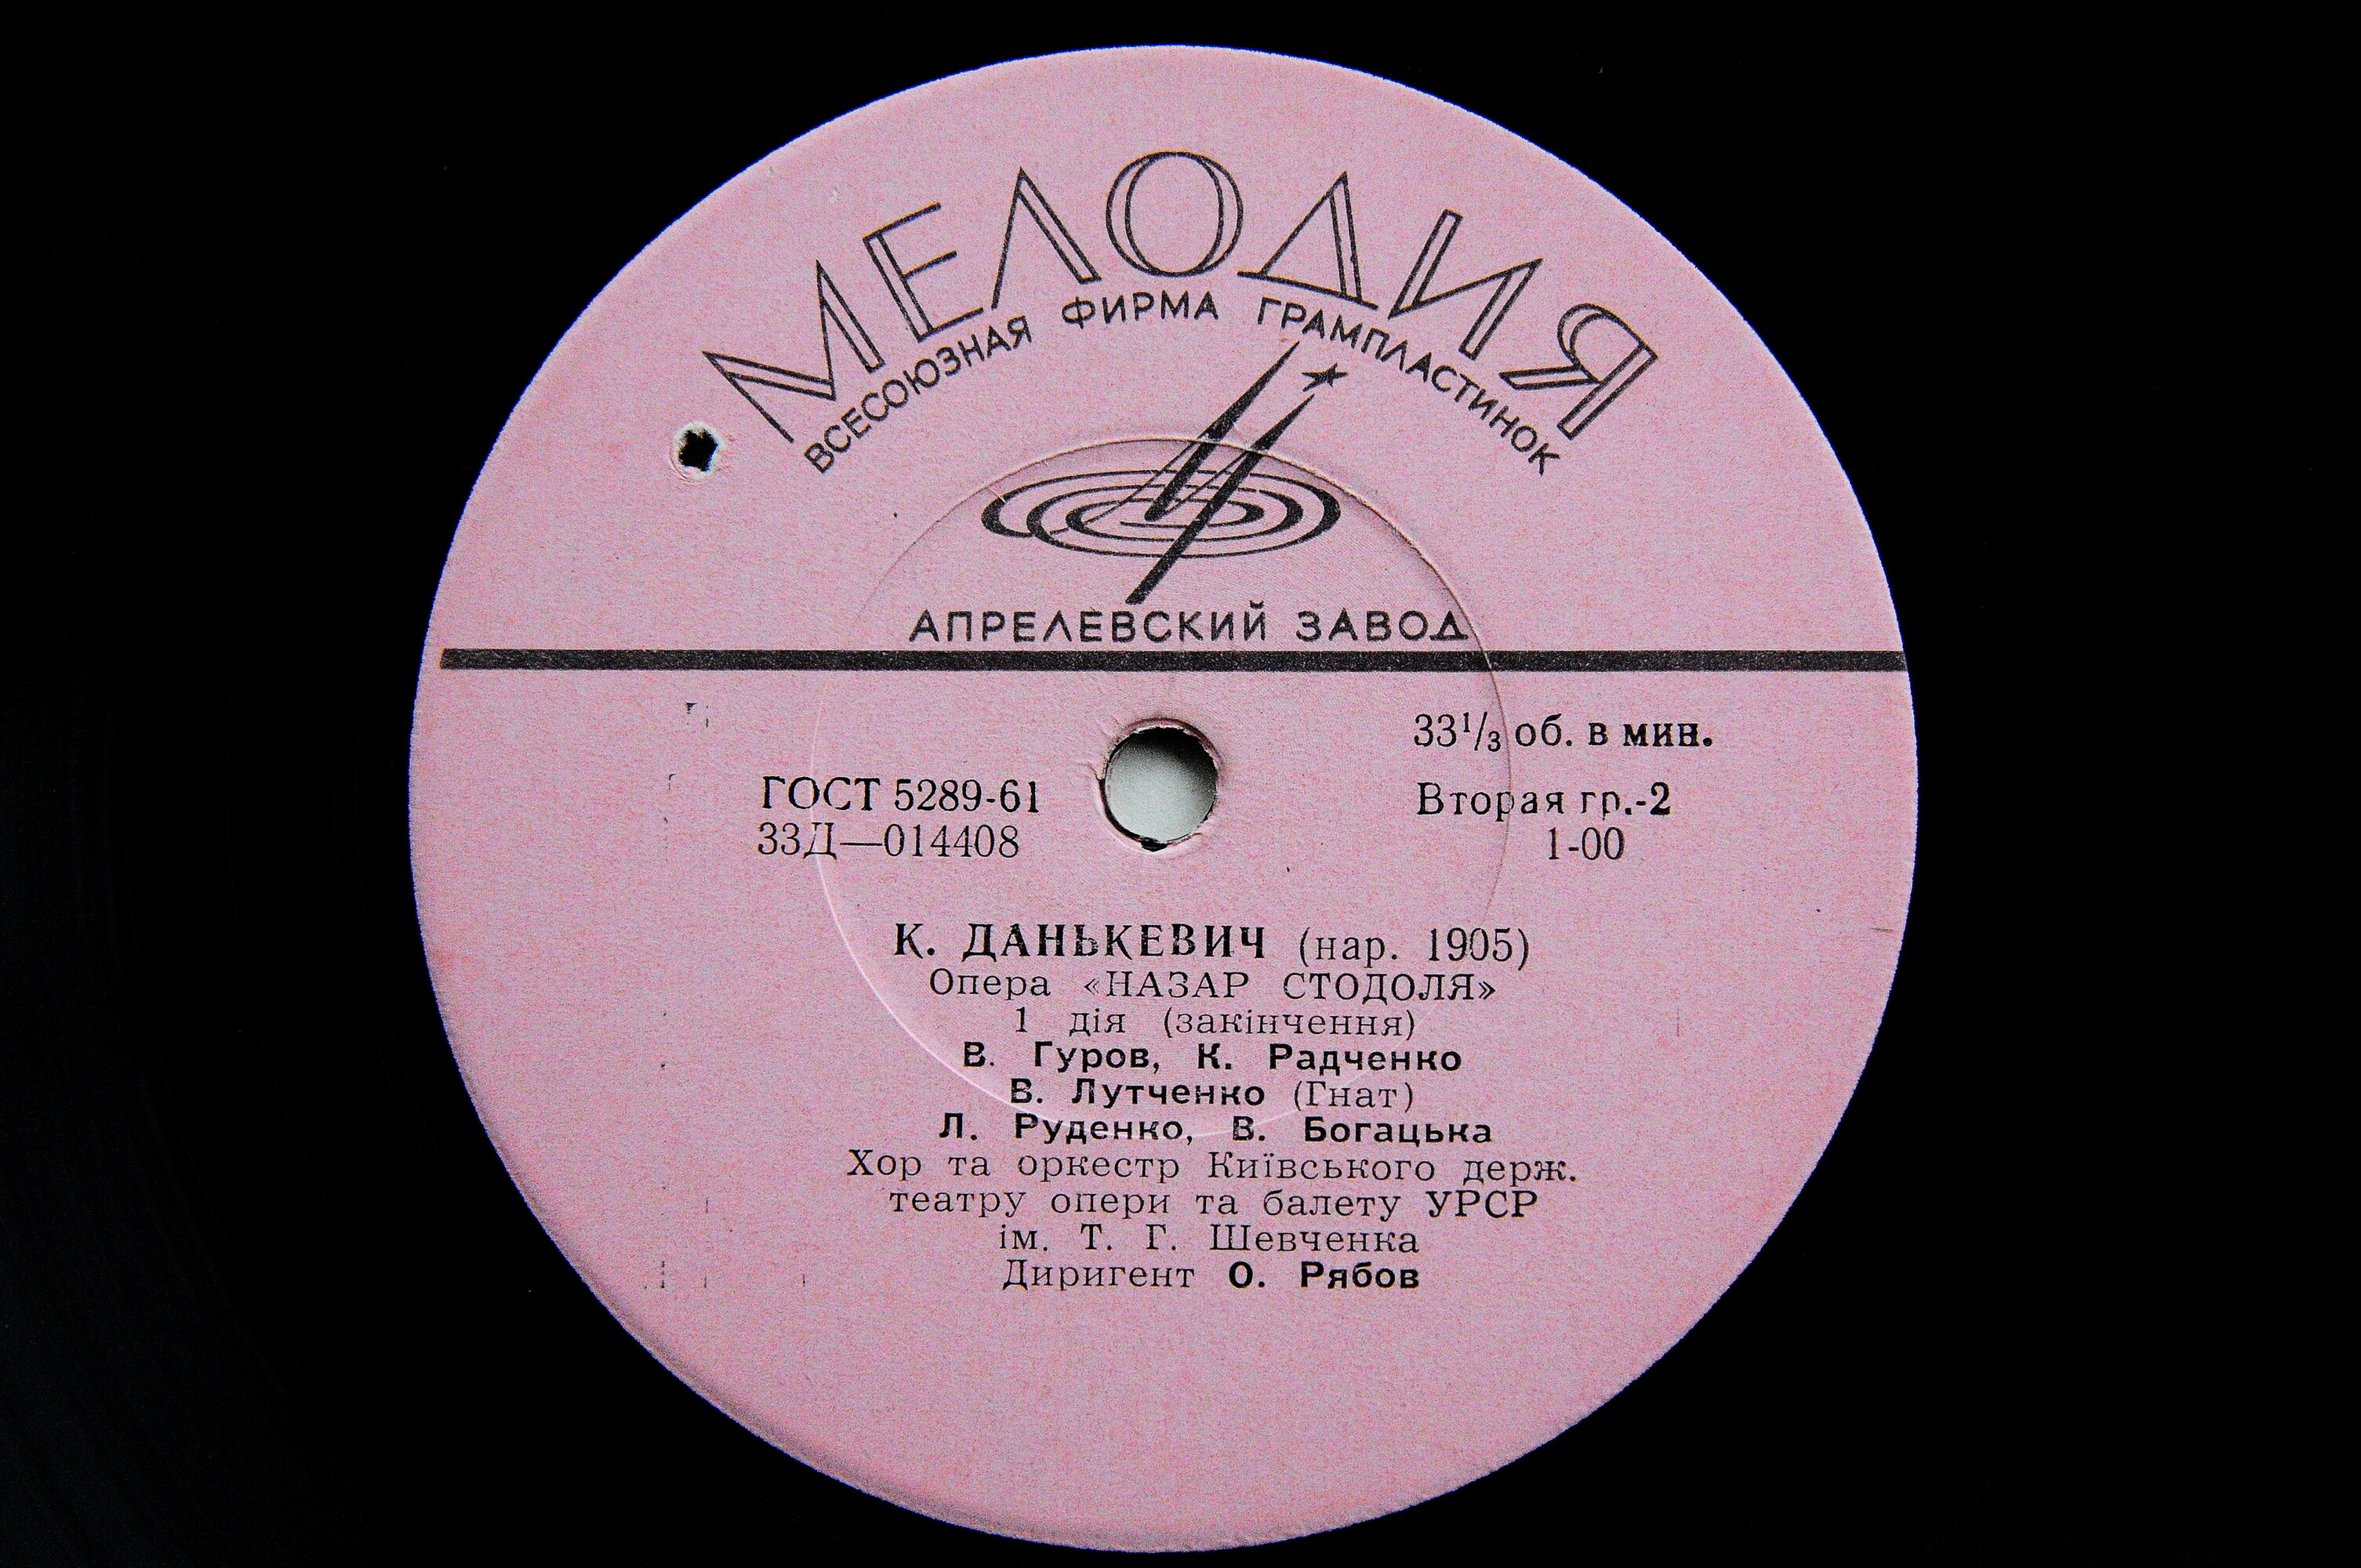 МЕЛОДИЯ
ВСЕСОЮЗНАЯ ФИРМА ГРАМПЛАСТИНОК
АПРЕЛЕВСКИЙ ЗАВОД
33¹/₃ об. в мин.
ГОСТ 5289-61
Вторая гр.-2
33Д—014408
1-00
К. ДАНЬКЕВИЧ (нар. 1905)
Опера «НАЗАР СТОДОЛЯ»
1 дія (закінчення)
В. Гуров, К. Радченко
В. Лутченко (Гнат)
Л. Руденко, В. Богацька
Хор та оркестр Київського держ.
театру опери та балету УРСР
ім. Т. Г. Шевченка
Диригент О. Рябов